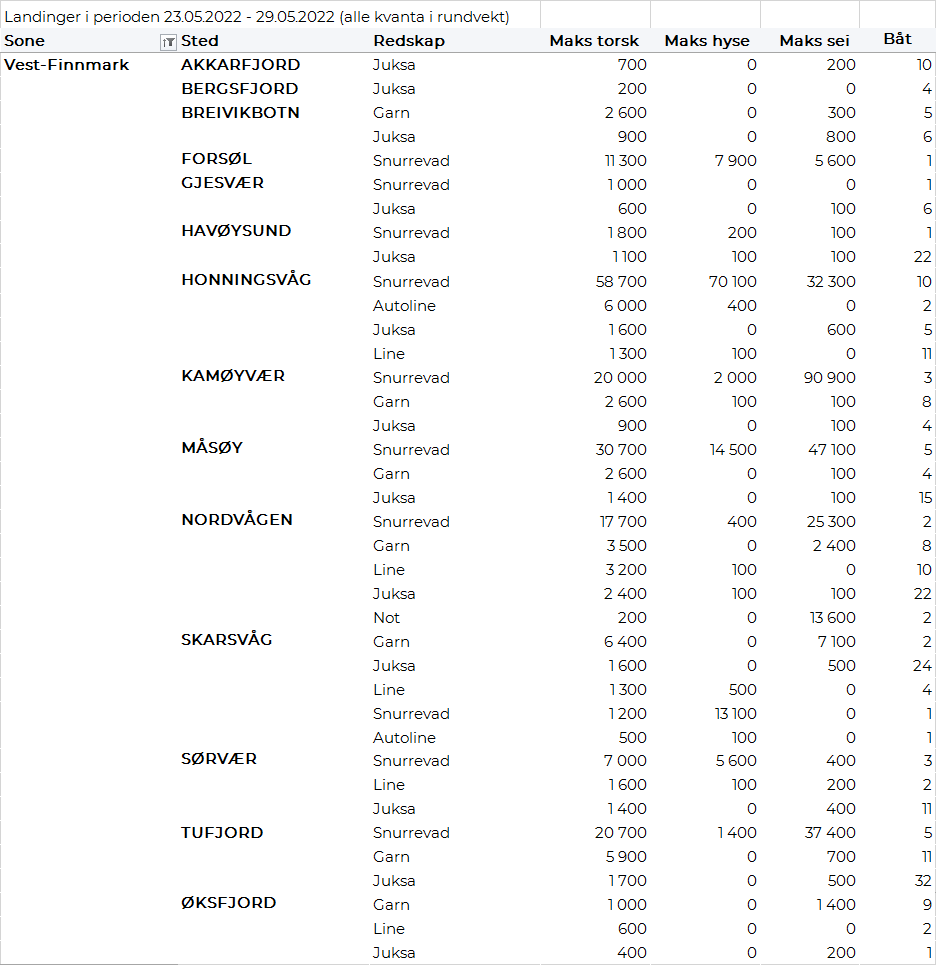 Landinger i perioden 23.05.2022 - 29.05.2022 (alle kvanta i rundvekt)
Sone Sted Redskap Maks torsk Maks hyse Maks sei Båt
Vest-Finnmark AKKARFJORD Juksa 700 0 200 10
BERGSFJORD Juksa 200 0 0 4
BREIVIKBOTN Garn 2 600 0 300 5
Juksa 900 0 800 6
FORSØL Snurrevad 11 300 7 900 5 600 1
GJESVÆR Snurrevad 1 000 0 0 1
Juksa 600 0 100 6
HAVØYSUND Snurrevad 1 800 200 100 1
Juksa 1 100 100 100 22
HONNINGSVÅG Snurrevad 58 700 70 100 32 300 10
Autoline 6 000 400 0 2
Juksa 1 600 0 600 5
Line 1 300 100 0 11
KAMØYVÆR Snurrevad 20 000 2 000 90 900 3
Garn 2 600 100 100 8
Juksa 900 0 100 4
MÅSØY Snurrevad 30 700 14 500 47 100 5
Garn 2 600 0 100 4
Juksa 1 400 0 100 15
NORDVÅGEN Snurrevad 17 700 400 25 300 2
Garn 3 500 0 2 400 8
Line 3 200 100 0 10
Juksa 2 400 100 100 22
Not 200 0 13 600 2
SKARSVÅG Garn 6 400 0 7 100 2
Juksa 1 600 0 500 24
Line 1 300 500 0 4
Snurrevad 1 200 13 100 0 1
Autoline 500 100 0 1
SØRVÆR Snurrevad 7 000 5 600 400 3
Line 1 600 100 200 2
Juksa 1 400 0 400 11
TUFJORD Snurrevad 20 700 1 400 37 400 5
Garn 5 900 0 700 11
Juksa 1 700 0 500 32
ØKSFJORD Garn 1 000 0 1 400 9
Line 600 0 0 2
Juksa 400 0 200 1